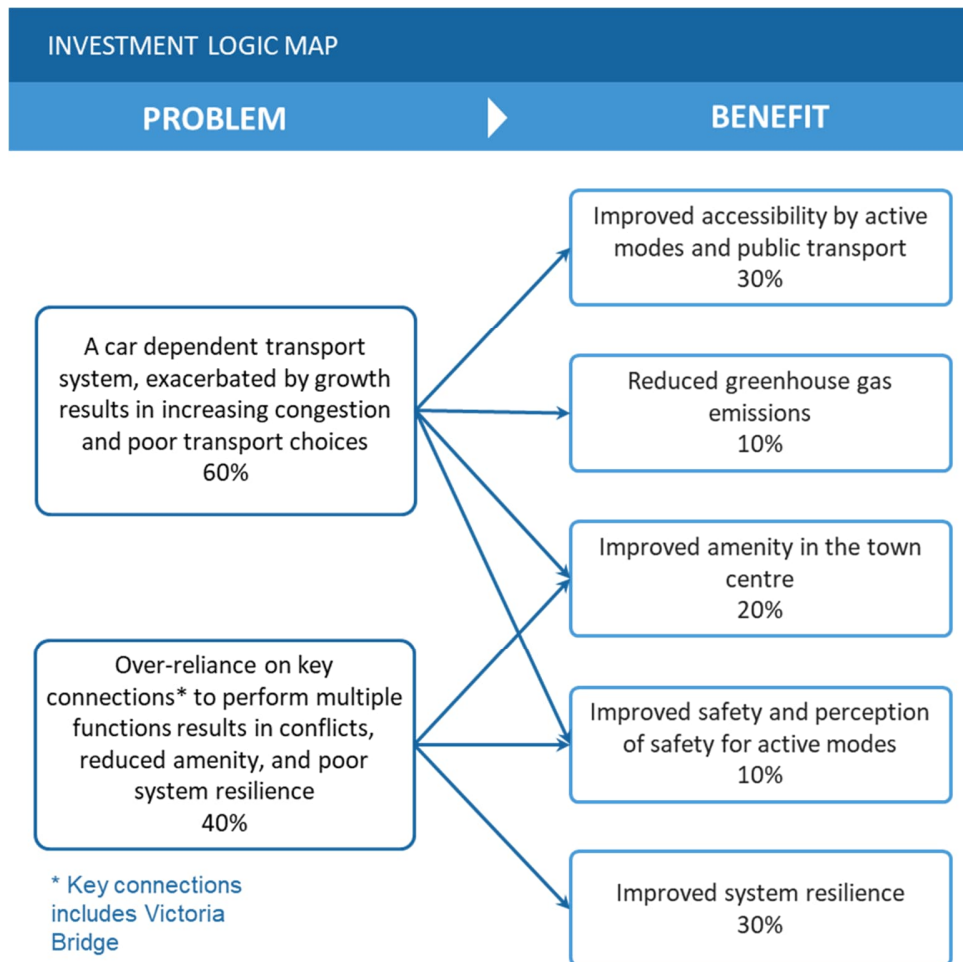 INVESTMENT LOGIC MAP
PROBLEM
BENEFIT
A car dependent transport
system, exacerbated by growth
results in increasing congestion
and poor transport choices
60%
Over-reliance on key
connections* to perform multiple
functions results in conflicts,
reduced amenity, and poor
system resilience
40%
* Key connections
includes Victoria
Bridge
Improved accessibility by active
modes and public transport
30%
Reduced greenhouse gas
emissions
10%
Improved amenity in the town
centre
20%
Improved safety and perception
of safety for active modes
10%
Improved system resilience
30%